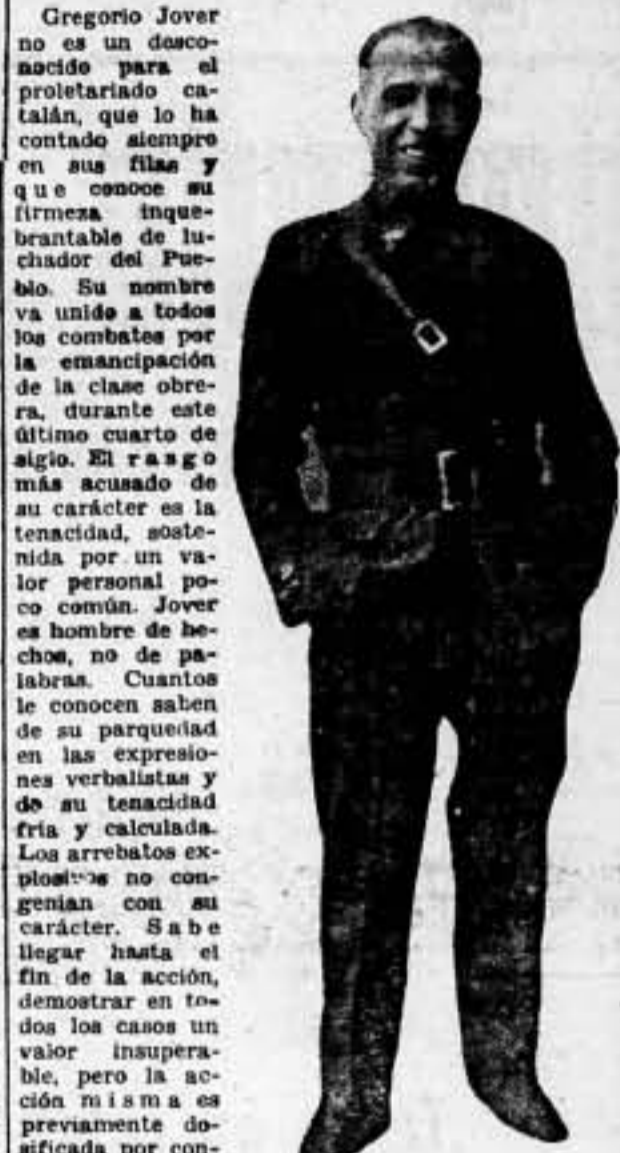 Gregorio Jover
no es un desco-
nocido para el
proletariado ca-
talán, que lo ha
contado siempre
en sus filas y
que conoce su
firmeza inque-
brantable de lu-
chador del Pue-
blo. Su nombre
va unido a todos
los combates por
la emancipación
de la clase obre-
ra, durante este
último cuarto de
siglo. El rasgo
más acusado de
su carácter es la
tenacidad, soste-
nida por un va-
lor personal po-
co común. Jover
es hombre de he-
chos, no de pa-
labras. Cuantos
le conocen saben
de su parquedad
en las expresio-
nes verbalistas y
de su tenacidad
fría y calculada.
Los arrebatos ex-
plosivos no con-
genian con su
carácter. Sabe
llegar hasta el
fin de la acción,
demostrar en to-
dos los casos un
valor insupera-
ble, pero la ac-
ción misma es
previamente do-
sificada por con-